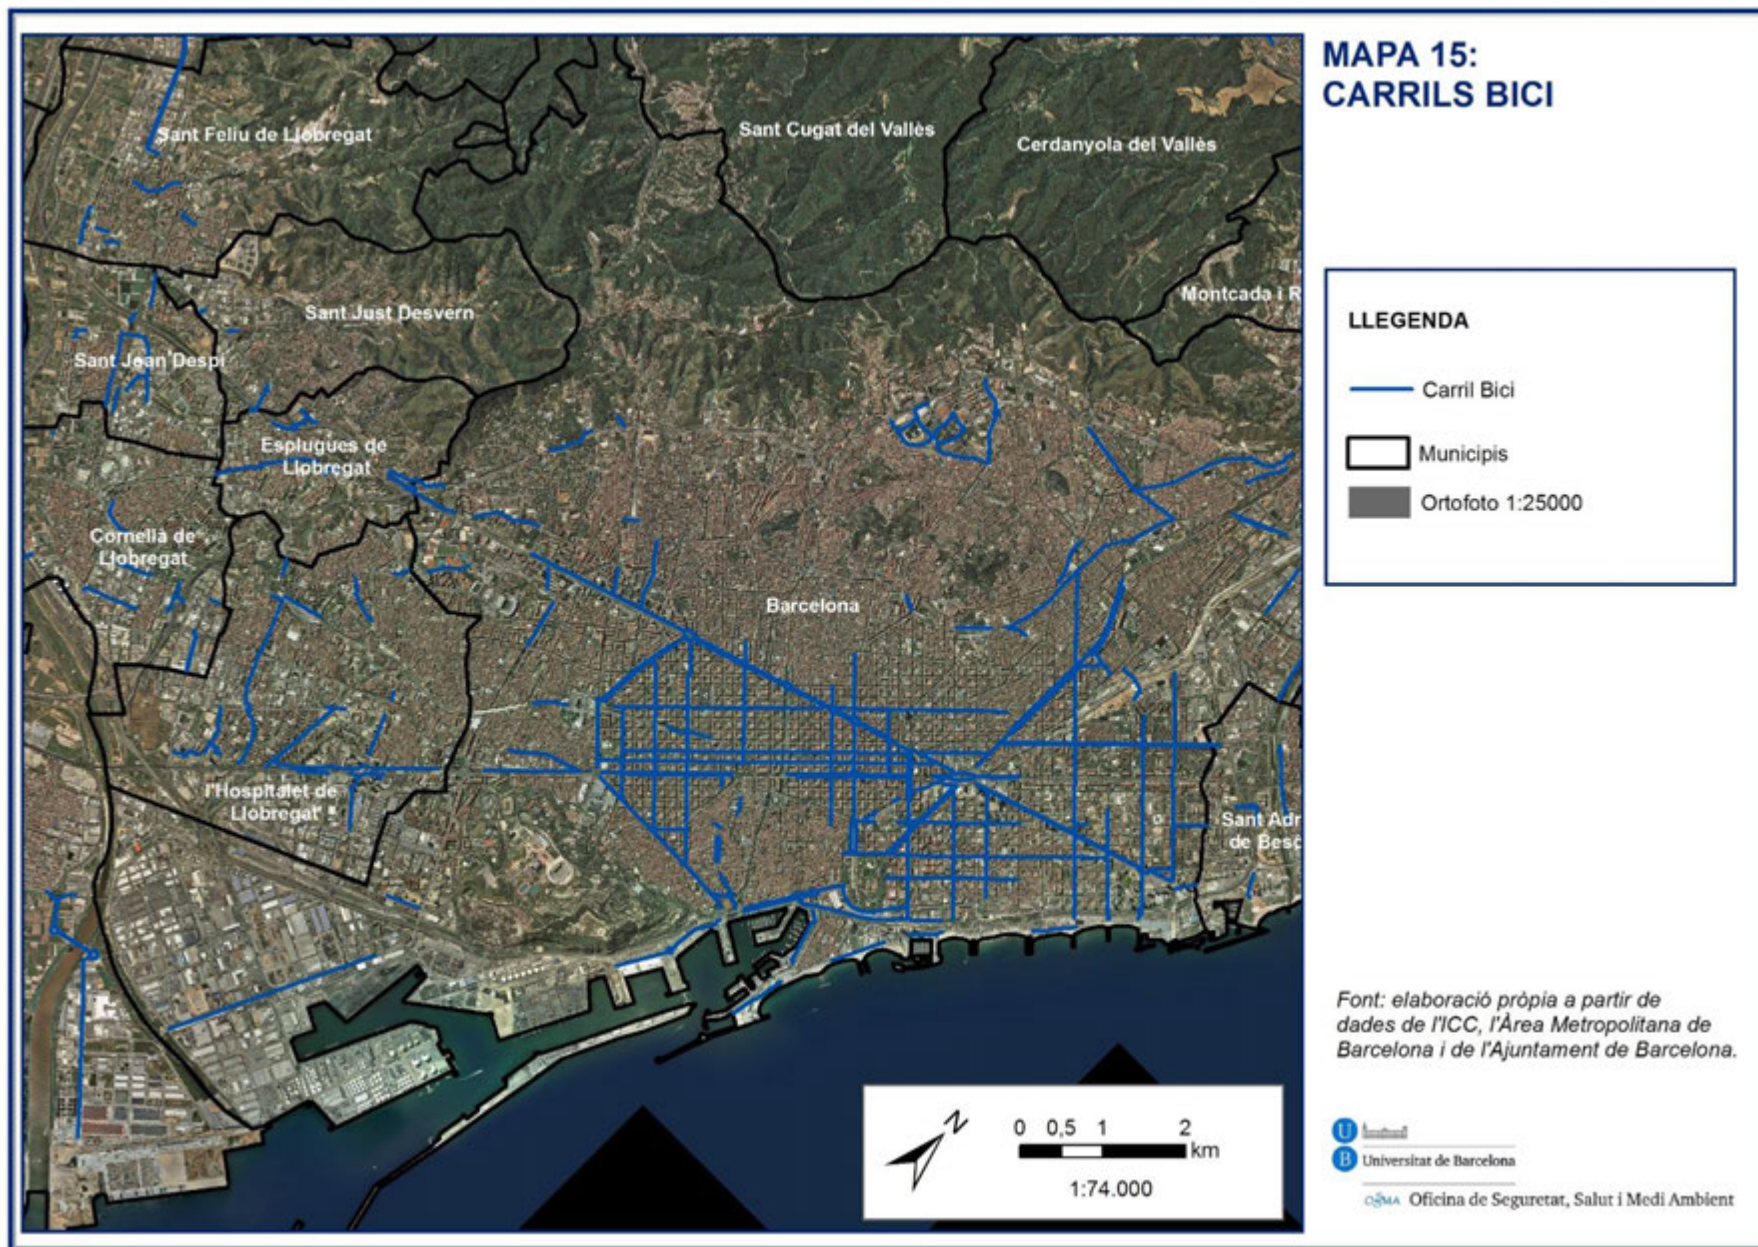 MAPA 15:
CARRILS BICI
Sant Feliu de Llobregat
Sant Cugat del Vallès
Cerdanyola del Vallès
Montcada i R
Sant Just Desvern
Sant Joan Despí
Esplugues de
Llobregat
Cornellà de
Llobregat
Barcelona
l'Hospitalet de
Llobregat
Sant Adr
de Besò
LLEGENDA
Carril Bici
Municipis
Ortofoto 1:25000
Font: elaboració pròpia a partir de
dades de l'ICC, l'Àrea Metropolitana de
Barcelona i de l'Ajuntament de Barcelona.
N
0 0,5 1 2
km
1:74.000
U
B Universitat de Barcelona
OSSMA Oficina de Seguretat, Salut i Medi Ambient